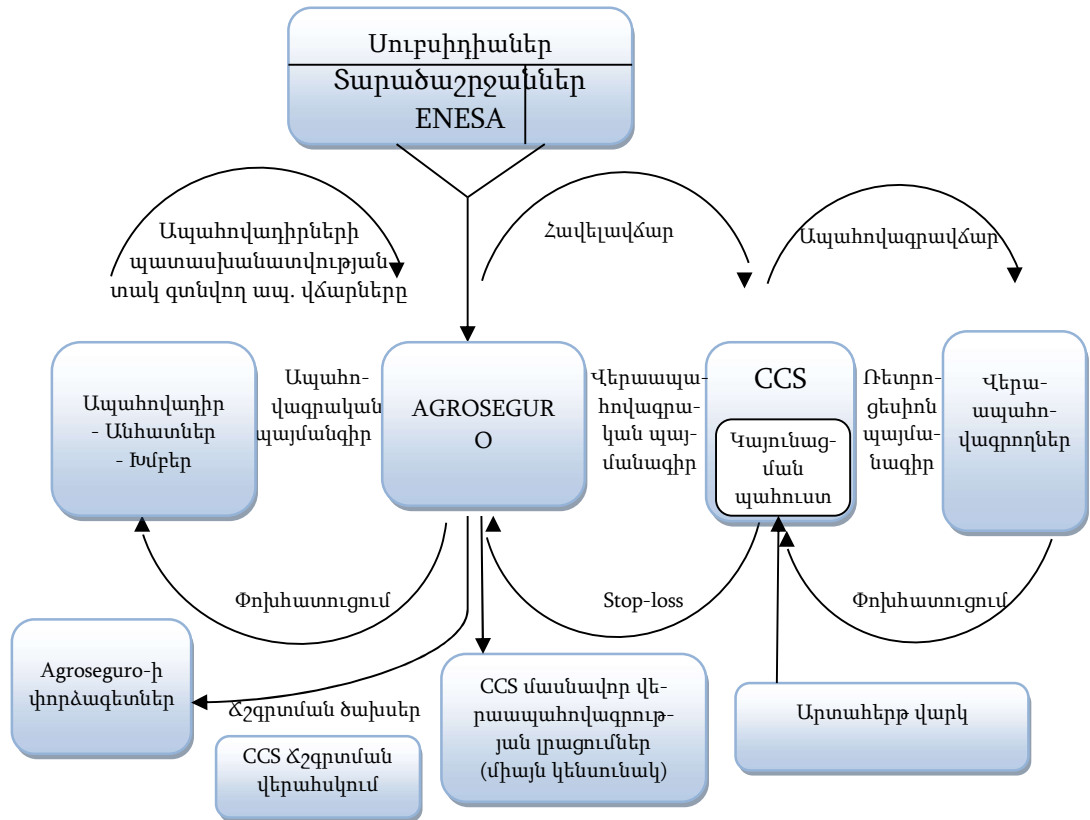 Սուբսիդիաներ
Տարածաշրջաններ
ENESA
Ապահովադիրների
պատասխանատվության
տակ գտնվող ապ. վճարները
Հավելավճար
Ապահովագրավճար
Ապահովադիր
- Անհատներ
- Խմբեր
Ապահո-
վագրական
պայմանգիր
AGROSEGUR
O
Վերաապա-
հովագրա-
կան պայ-
մանագիր
CCS
Կայունաց-
ման
պահուստ
Ռետրո-
ցեսիոն
պայմա-
նագիր
Վերա-
ապահո-
վագրողներ
Փոխհատուցում
Stop-loss
Փոխհատուցում
Agroseguro-ի
փորձագետներ
Ճշգրտման ծախսեր
CCS Ճշգրտման
վերահսկում
CCS մասնավոր վե-
րաապահովագրութ-
յան լրացումներ
(միայն կենսունակ)
Արտահերթ վարկ